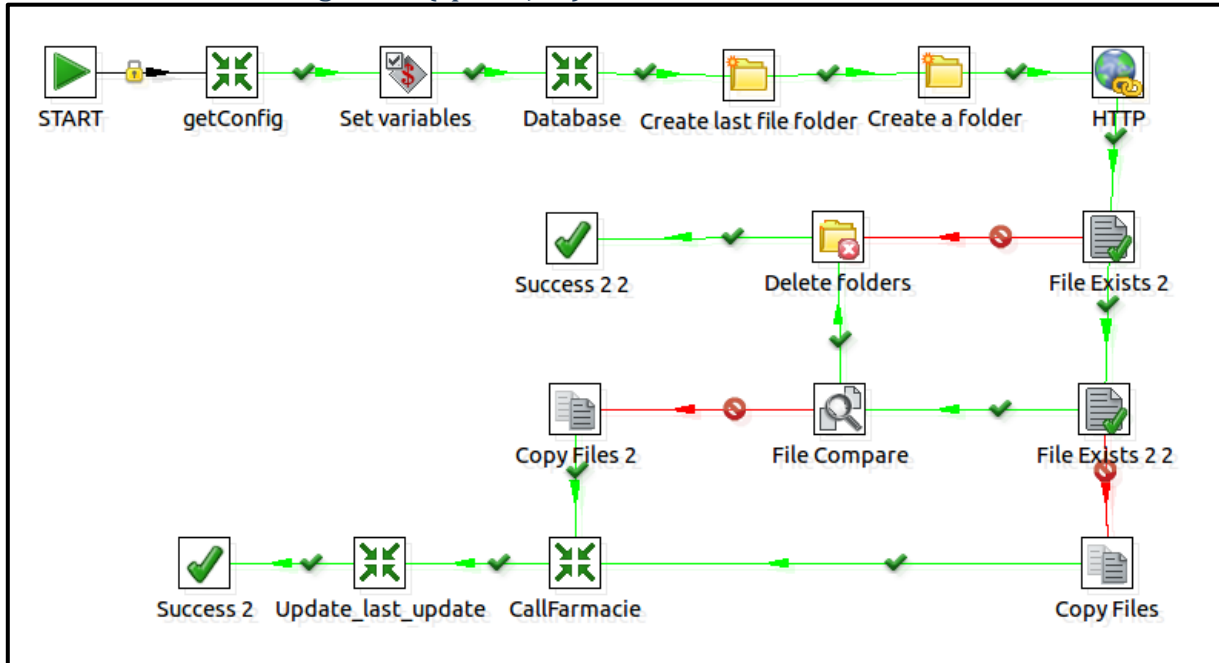 START
getConfig
Set variables
Database
Create last file folder
Create a folder
HTTP
Success 2 2
Delete folders
File Exists 2
Copy Files 2
File Compare
File Exists 2 2
Success 2
Update_last_update
CallFarmacie
Copy Files